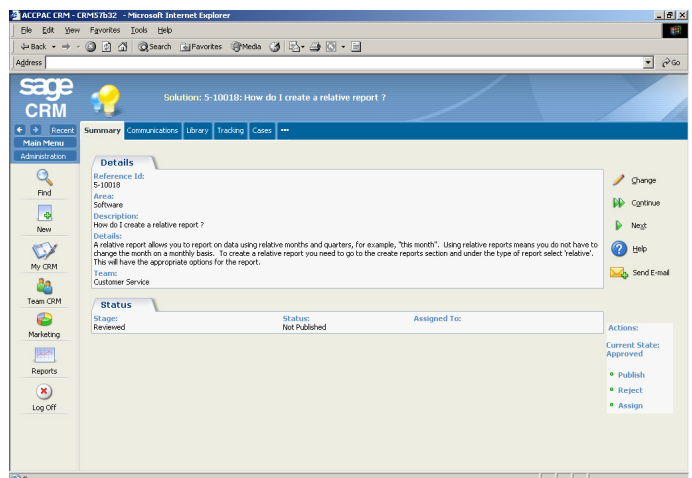 ACCPAC CRM - CRM57b32 - Microsoft Internet Explorer
File Edit View Favorites Tools Help
Back Search Favorites Media
Address Go
sage
CRM
Solution: 5-10018: How do I create a relative report ?
Recent
Summary Communications Library Tracking Cases •••
Main Menu
Administration
Find
New
My CRM
Team CRM
Marketing
Reports
Log Off
Details
Reference Id:
5-10018
Area:
Software
Description:
How do I create a relative report ?
Details:
A relative report allows you to report on data using relative months and quarters, for example, "this month". Using relative reports means you do not have to
change the month on a monthly basis. To create a relative report you need to go to the create reports section and under the type of report select 'relative'.
This will have the appropriate options for the report.
Team:
Customer Service
Status
Stage: Status: Assigned To:
Reviewed Not Published
Change
Continue
Next
Help
Send E-mail
Actions:
Current State:
Approved
Publish
Reject
Assign